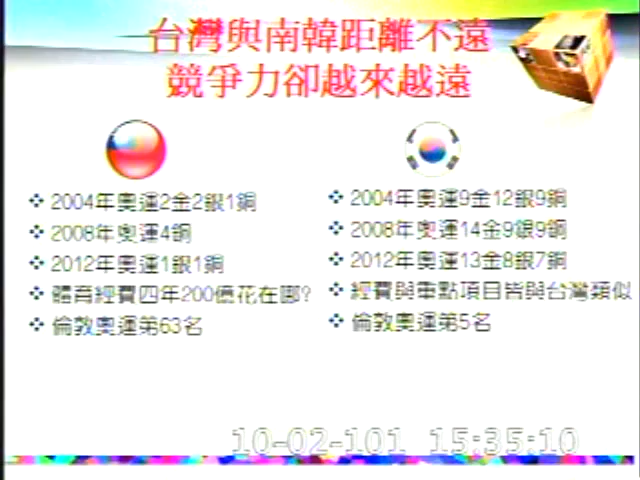 台灣與南韓距離不遠
競爭力卻越來越遠
2004年奧運2金2銀1銅
2008年奧運4銅
2012年奧運1銀1銅
體育經費四年200億花在哪?
倫敦奧運第63名
2004年奧運9金12銀9銅
2008年奧運14金9銀9銅
2012年奧運13金8銀7銅
經費與重點項目皆與台灣類似
倫敦奧運第5名
10-02-101 15:35:10